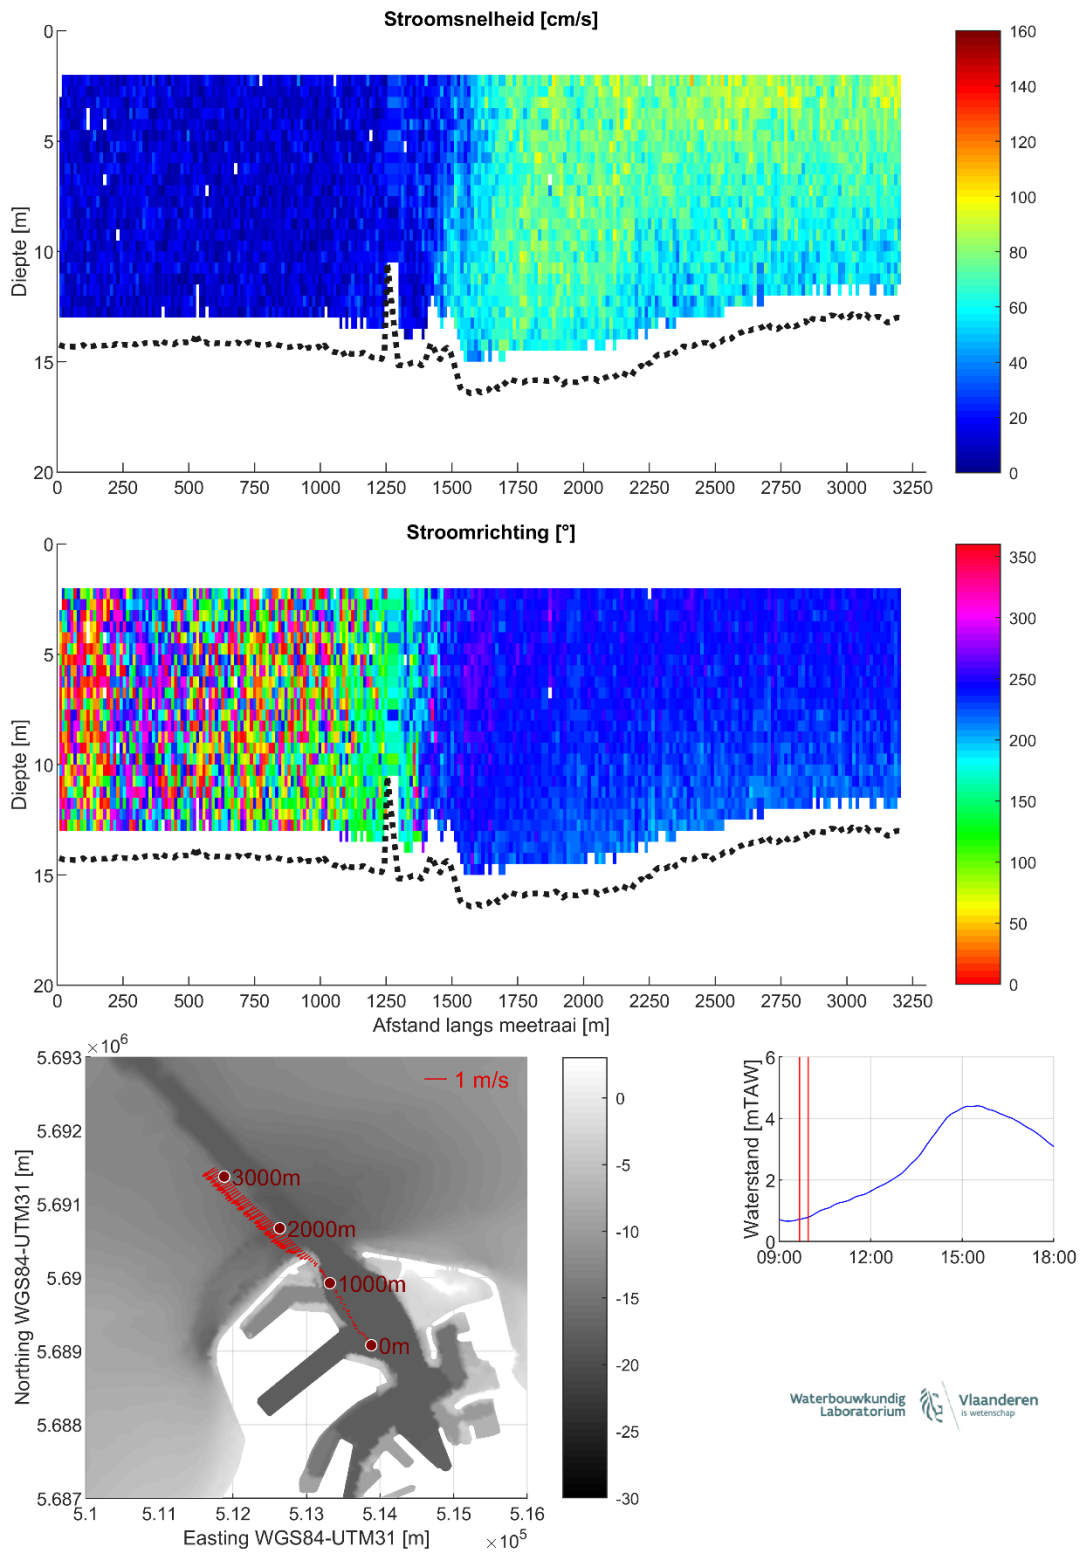 Stroomsnelheid [cm/s]
0
5
10
15
20
Diepte [m]
0 250 500 750 1000 1250 1500 1750 2000 2250 2500 2750 3000 3250
160
140
120
100
80
60
40
20
0
Stroomrichting [°]
0
5
10
15
20
Diepte [m]
0 250 500 750 1000 1250 1500 1750 2000 2250 2500 2750 3000 3250
Afstand langs meetraai [m]
350
300
250
200
150
100
50
0
×10⁶
5.693
5.692
5.691
5.69
5.689
5.688
5.687
Northing WGS84-UTM31 [m]
1 m/s
3000m
2000m
1000m
0m
5.1 5.12 5.13 5.14 5.15 5.16
Easting WGS84-UTM31 [m]
×10⁵
0
-5
-10
-15
-20
-25
-30
6
4
2
0
Waterstand [mTAW]
09:00 12:00 15:00 18:00
Waterbouwkundig
Laboratorium
Vlaanderen
is wetenschap